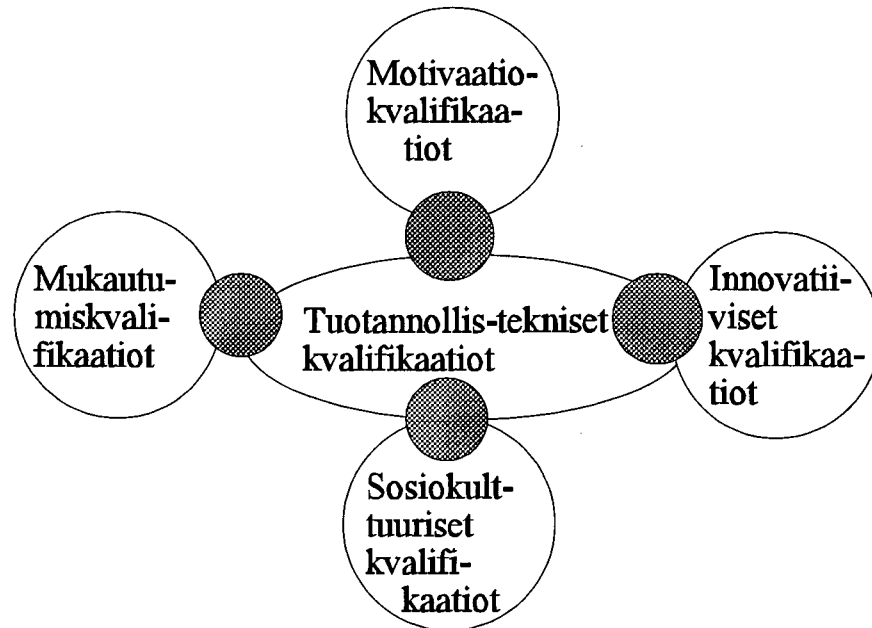 Motivaatio-
kvalifikaa-
tiot
Mukautu-
miskvali-
fikaatiot
Tuotannollis-tekniset
kvalifikaatiot
Innovatii-
viset
kvalifikaa-
tiot
Sosiokult-
tuuriset
kvalifi-
kaatiot